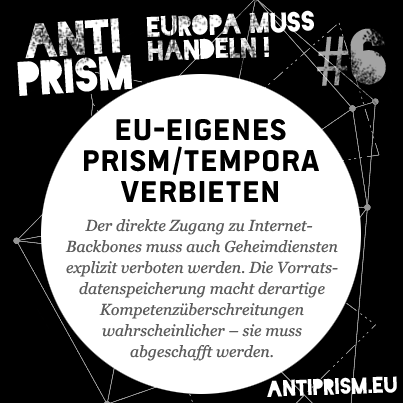 ANTI
PRISM
EUROPA MUSS
HANDELN!
#6
EU-EIGENES
PRISM/TEMPORA
VERBIETEN
Der direkte Zugang zu Internet-
Backbones muss auch Geheimdiensten
explizit verboten werden. Die Vorrats-
datenspeicherung macht derartige
Kompetenzüberschreitungen
wahrscheinlicher – sie muss
abgeschafft werden.
ANTIPRISM.EU